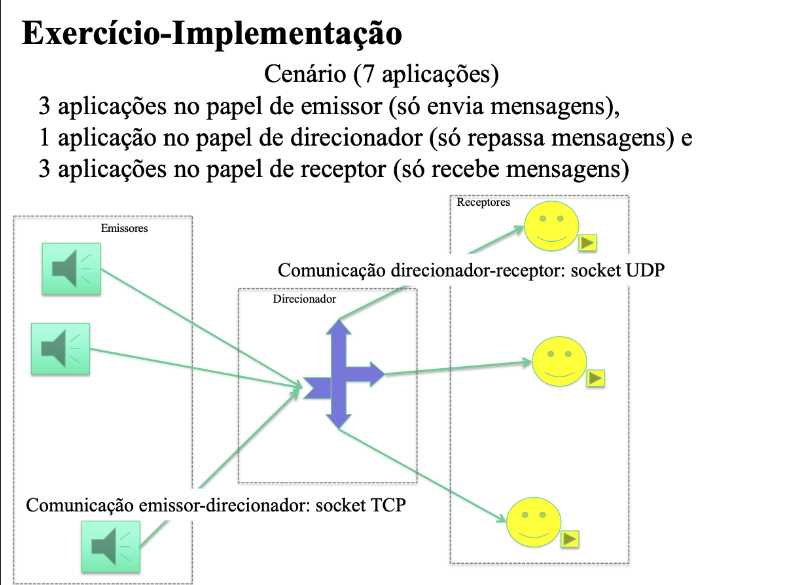 Exercício-Implementação
Cenário (7 aplicações)
3 aplicações no papel de emissor (só envia mensagens),
1 aplicação no papel de direcionador (só repassa mensagens) e
3 aplicações no papel de receptor (só recebe mensagens)
Receptores
Emissores
Comunicação direcionador-receptor: socket UDP
Direcionador
Comunicação emissor-direcionador: socket TCP